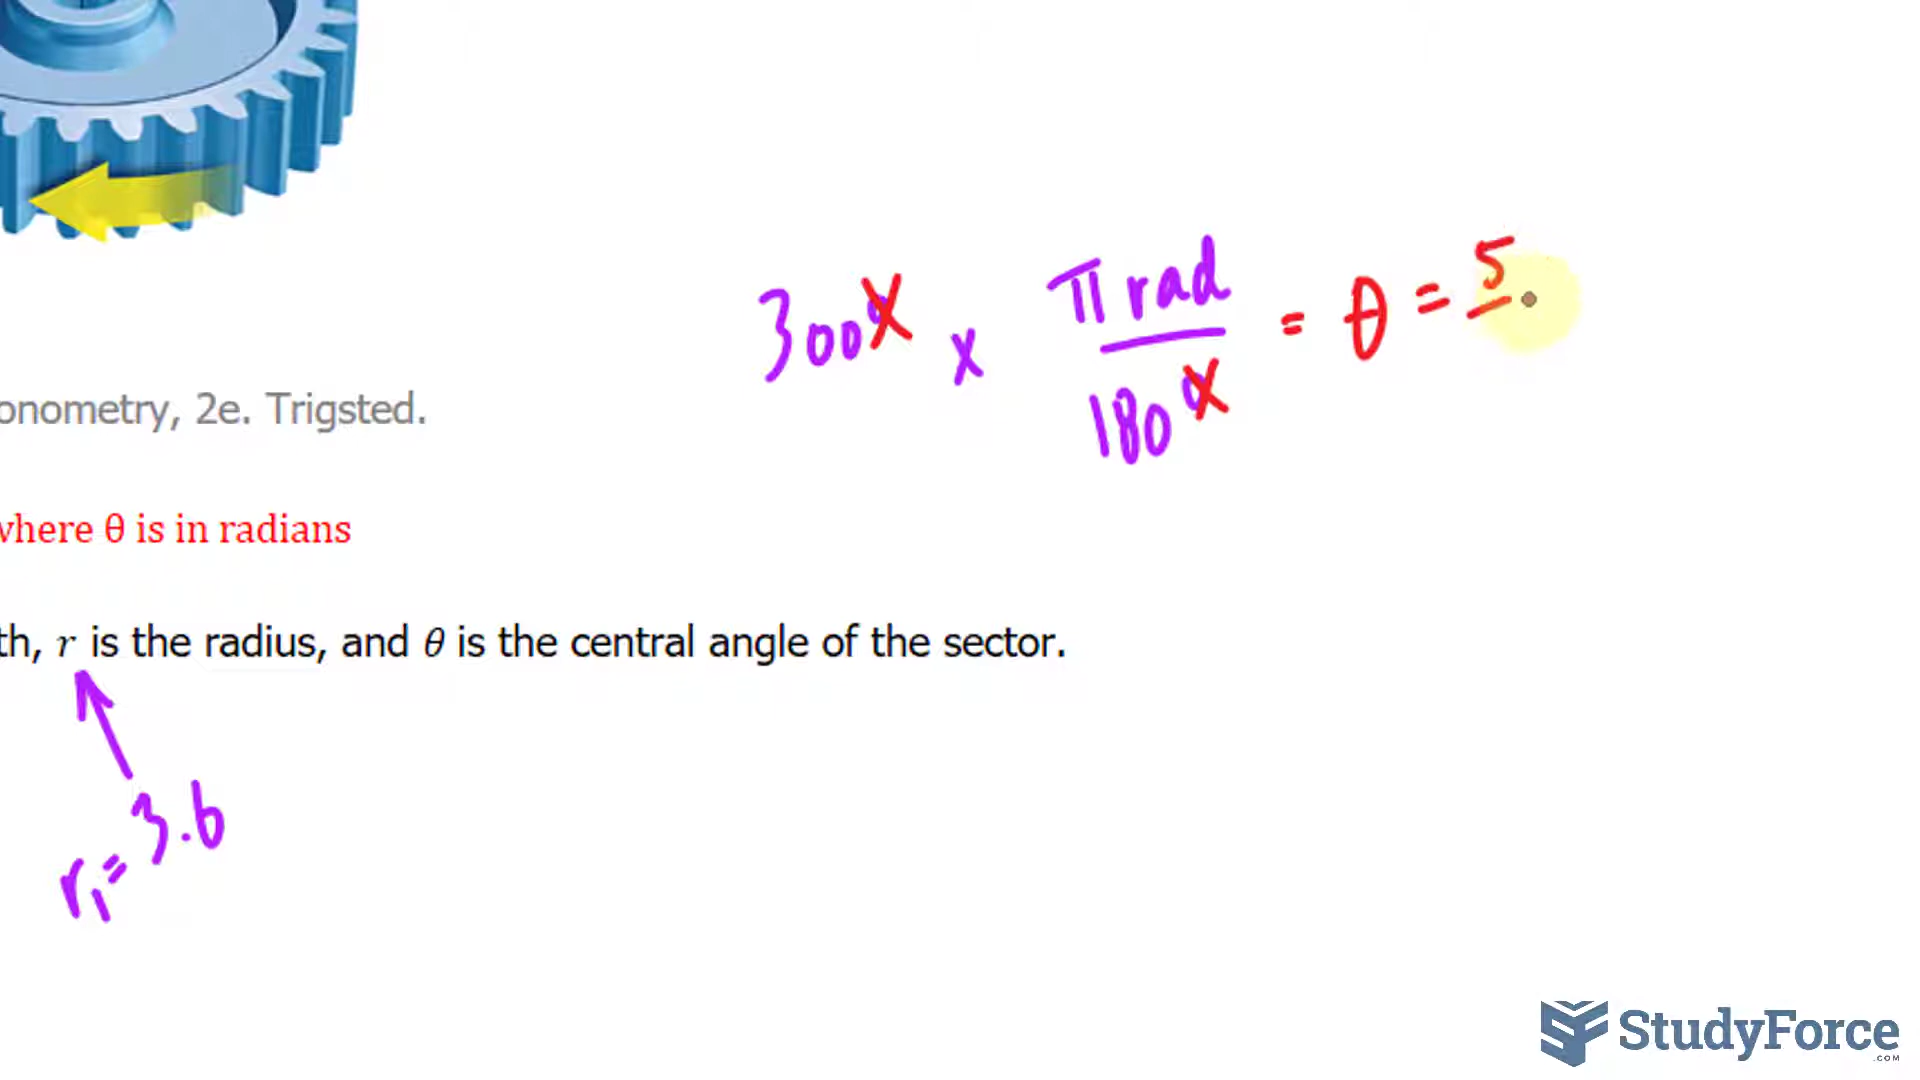 300° x π rad / 180° = θ = 5
onometry, 2e. Trigsted.
where θ is in radians
th, r is the radius, and θ is the central angle of the sector.
r₁ = 3.6
StudyForce
.COM